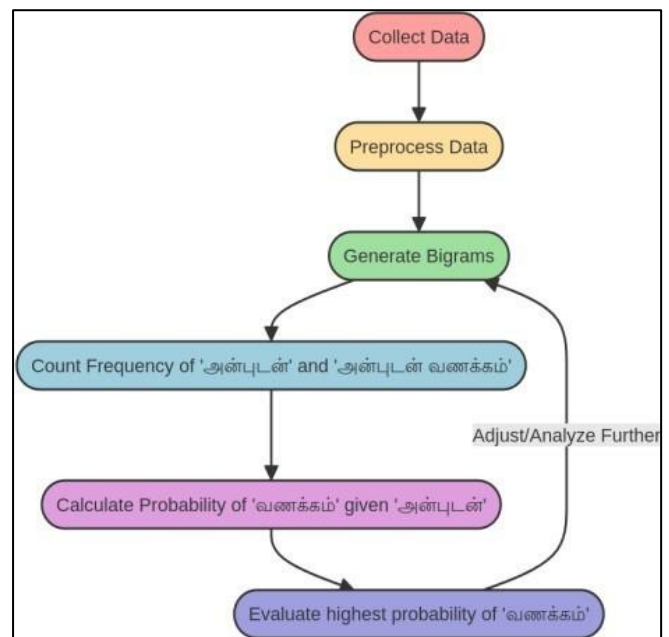 Collect Data
Preprocess Data
Generate Bigrams
Count Frequency of 'அன்புடன்' and 'அன்புடன் வணக்கம்'
Adjust/Analyze Further
Calculate Probability of 'வணக்கம்' given 'அன்புடன்'
Evaluate highest probability of 'வணக்கம்'